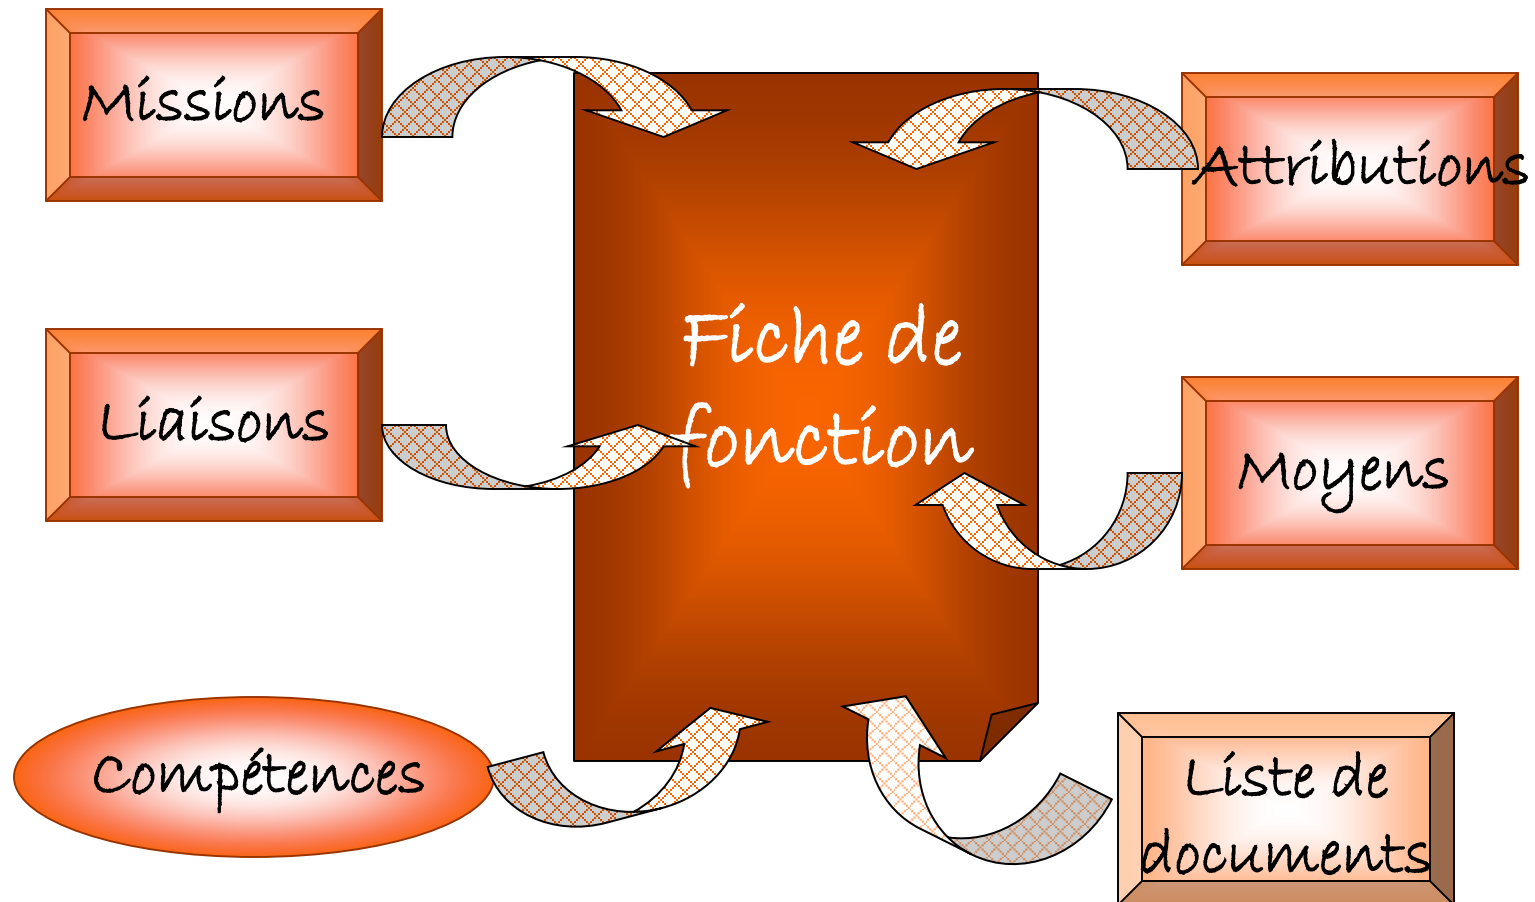 Missions
Attributions
Fiche de
fonction
Liaisons
Moyens
Compétences
Liste de
documents